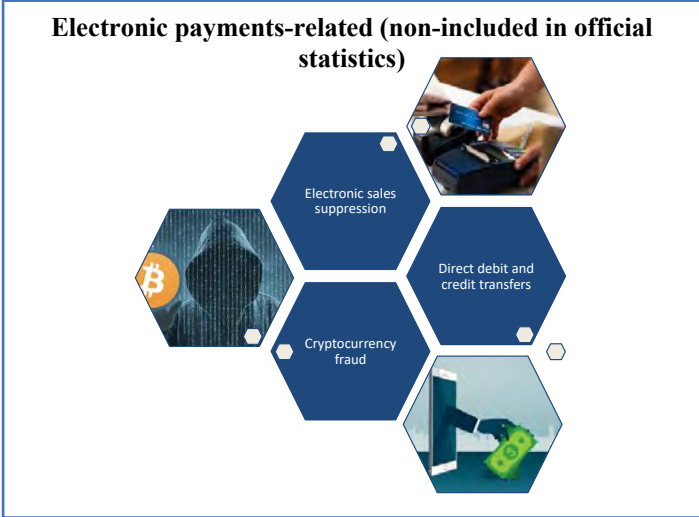 Electronic payments-related (non-included in official
statistics)
Electronic sales
suppression
Direct debit and
credit transfers
Cryptocurrency
fraud